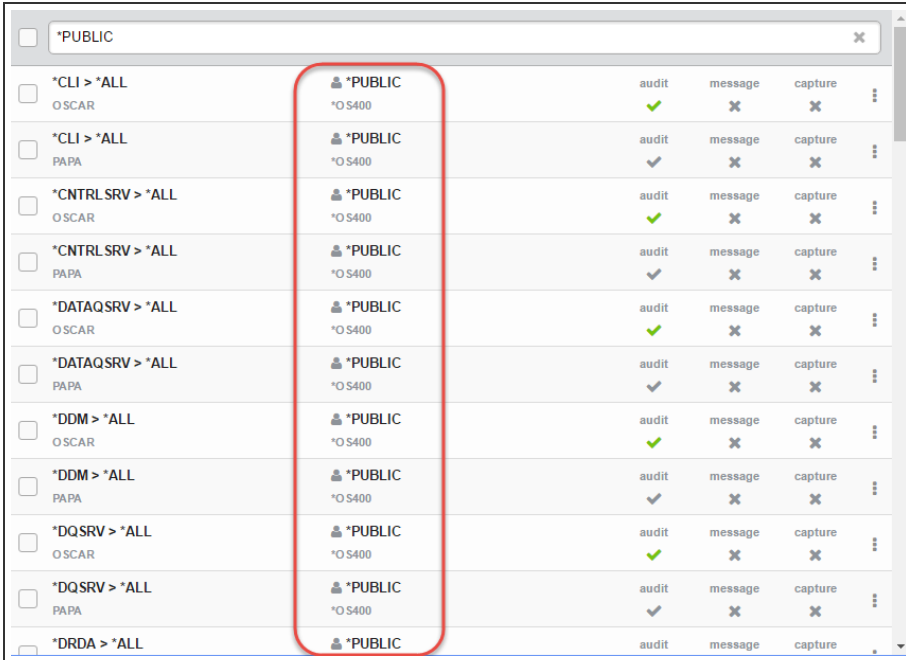 *PUBLIC
*CLI > *ALL *PUBLIC audit message capture
OSCAR *OS400
*CLI > *ALL *PUBLIC audit message capture
PAPA *OS400
*CNTRLSRV > *ALL *PUBLIC audit message capture
OSCAR *OS400
*CNTRLSRV > *ALL *PUBLIC audit message capture
PAPA *OS400
*DATAQSRV > *ALL *PUBLIC audit message capture
OSCAR *OS400
*DATAQSRV > *ALL *PUBLIC audit message capture
PAPA *OS400
*DDM > *ALL *PUBLIC audit message capture
OSCAR *OS400
*DDM > *ALL *PUBLIC audit message capture
PAPA *OS400
*DQSRV > *ALL *PUBLIC audit message capture
OSCAR *OS400
*DQSRV > *ALL *PUBLIC audit message capture
PAPA *OS400
*DRDA > *ALL *PUBLIC audit message capture